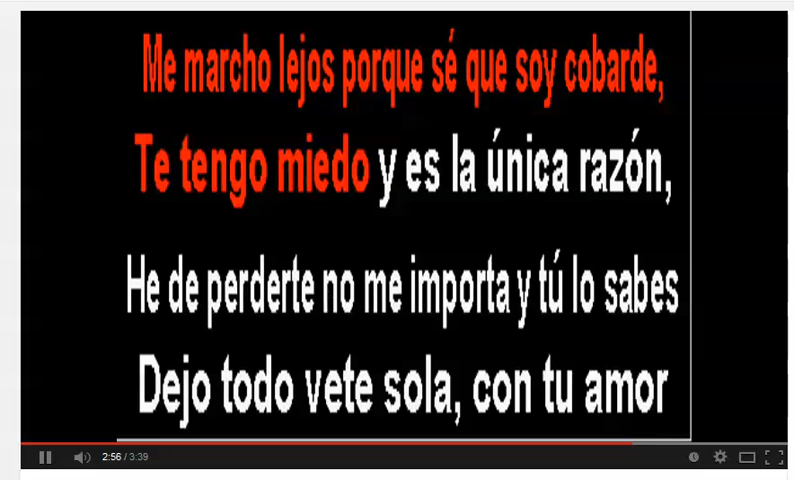 Me marcho lejos porque sé que soy cobarde,
Te tengo miedo y es la única razón,
He de perderte no me importa y tú lo sabes
Dejo todo vete sola, con tu amor
2:56 / 3:39